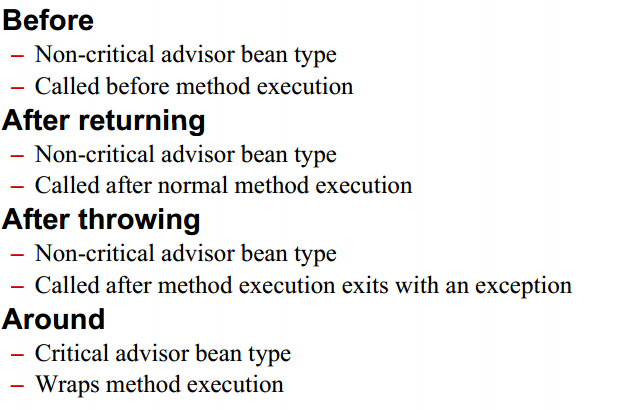 Before
– Non-critical advisor bean type
– Called before method execution
After returning
– Non-critical advisor bean type
– Called after normal method execution
After throwing
– Non-critical advisor bean type
– Called after method execution exits with an exception
Around
– Critical advisor bean type
– Wraps method execution